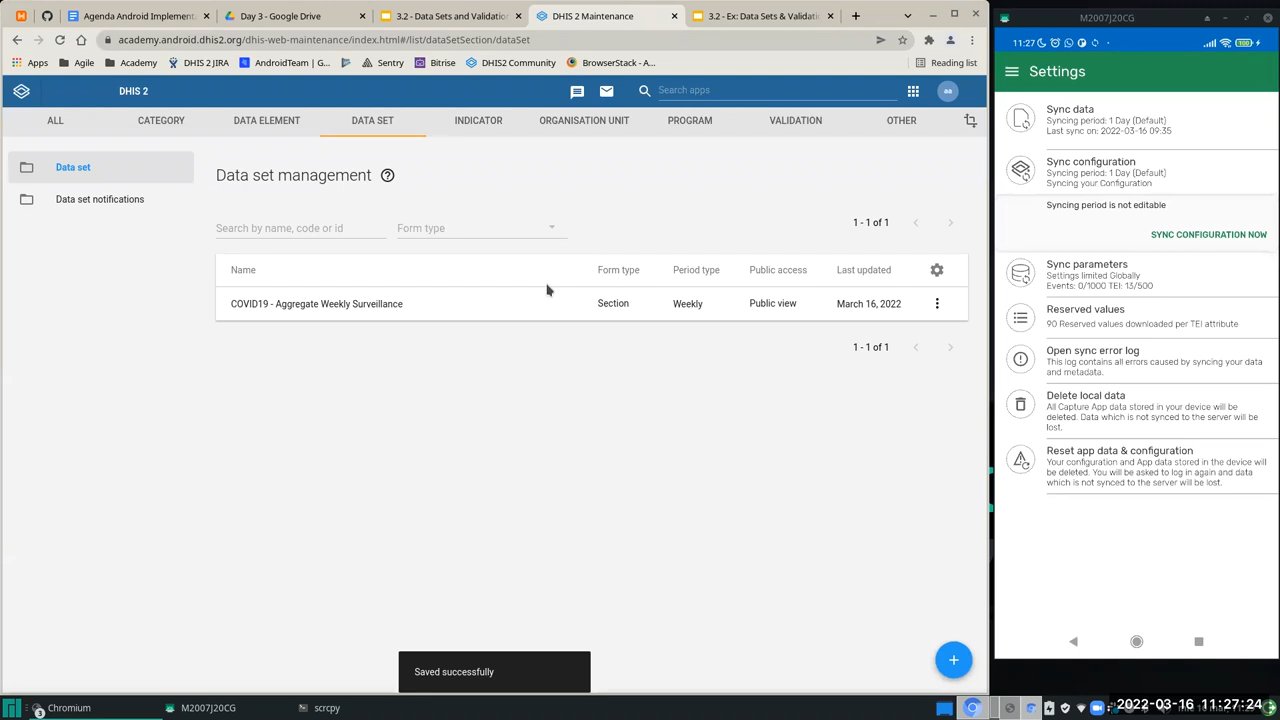 Agenda Android Implement
Day 3 - Google Drive
3.2 - Data Sets and Validation
DHIS 2 Maintenance
3.2 - Ex: Data Sets & Validatio
academy.android.dhis2.org/dhis-web-maintenance/index.html#/list/dataSetSection/dataSet
Apps
Agile
Academy
DHIS 2 JIRA
AndroidTeam | G...
Sentry
Bitrise
DHIS2 Community
BrowserStack - A...
Reading list
DHIS 2
Search apps
aa
ALL
CATEGORY
DATA ELEMENT
DATA SET
INDICATOR
ORGANISATION UNIT
PROGRAM
VALIDATION
OTHER
Data set
Data set notifications
Data set management
Search by name, code or id
Form type
1 - 1 of 1
Name
Form type
Period type
Public access
Last updated
COVID19 - Aggregate Weekly Surveillance
Section
Weekly
Public view
March 16, 2022
1 - 1 of 1
Saved successfully
3
Chromium
M2007J20CG
scrcpy
M2007J20CG
11:27
100
Settings
Sync data
Syncing period: 1 Day (Default)
Last sync on: 2022-03-16 09:35
Sync configuration
Syncing period: 1 Day (Default)
Syncing your Configuration
Syncing period is not editable
SYNC CONFIGURATION NOW
Sync parameters
Settings limited Globally
Events: 0/1000 TEI: 13/500
Reserved values
90 Reserved values downloaded per TEI attribute
Open sync error log
This log contains all errors caused by syncing your data
and metadata.
Delete local data
All Capture App data stored in your device will be
deleted. Data which is not synced to the server will be
lost.
Reset app data & configuration
Your configuration and App data stored in the device will
be deleted. You will be asked to log in again and data
which is not synced to the server will be lost.
2022-03-16 11:27:24